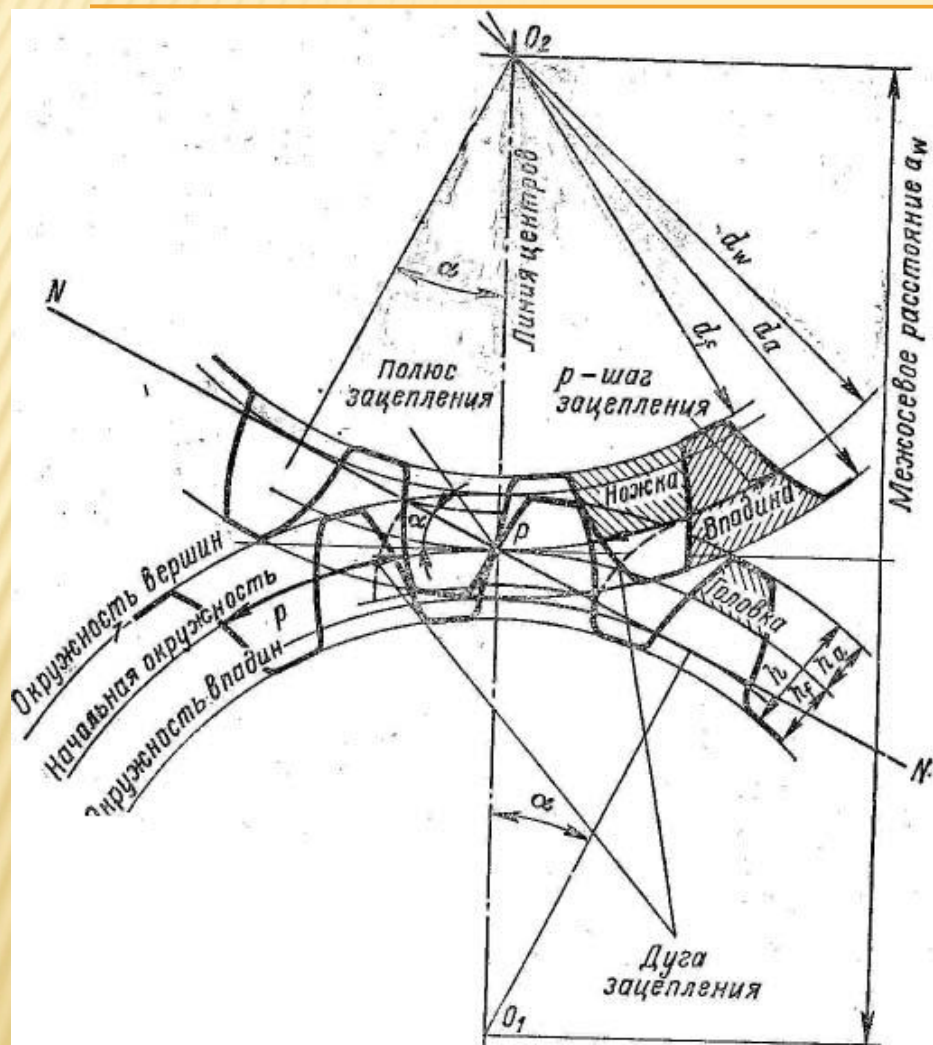 O₂
Линия центров
Межосевое расстояние a_w
d_w
d_a
d_f
α
N
Полюс
зацепления
p – шаг
зацепления
Ножка
Впадина
α
P
Головка
Окружность вершин
Начальная окружность
Окружность впадин
p
h
h_f
h_a
N
α
Дуга
зацепления
O₁